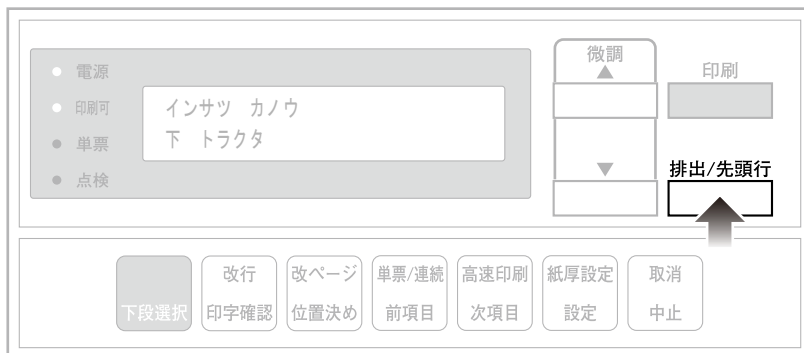 電源
印刷可
単票
点検
インサツ カノウ
下 トラクタ
微調
印刷
排出/先頭行
下段選択
改行
印字確認
改ページ
位置決め
単票/連続
前項目
高速印刷
次項目
紙厚設定
設定
取消
中止